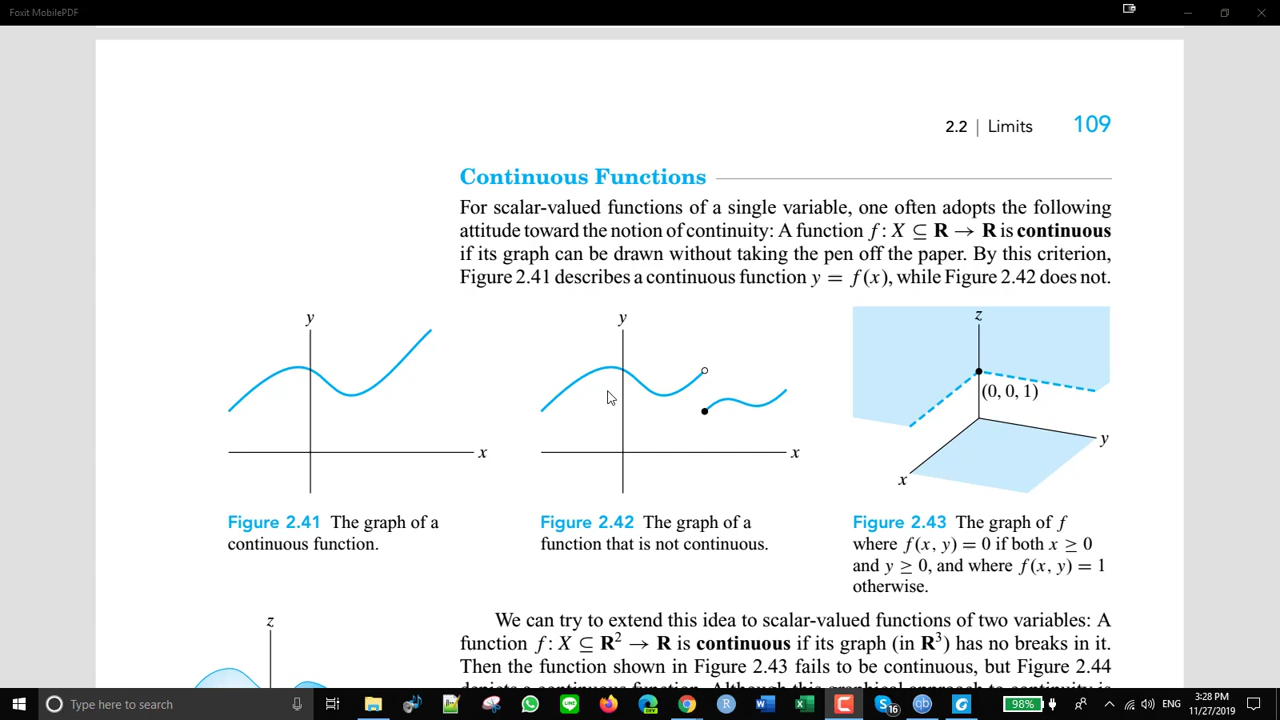 Foxit MobilePDF
2.2 | Limits 109
Continuous Functions
For scalar-valued functions of a single variable, one often adopts the following
attitude toward the notion of continuity: A function f : X ⊆ R → R is continuous
if its graph can be drawn without taking the pen off the paper. By this criterion,
Figure 2.41 describes a continuous function y = f(x), while Figure 2.42 does not.
y
x
Figure 2.41 The graph of a
continuous function.
y
x
Figure 2.42 The graph of a
function that is not continuous.
z
(0, 0, 1)
y
x
Figure 2.43 The graph of f
where f(x, y) = 0 if both x ≥ 0
and y ≥ 0, and where f(x, y) = 1
otherwise.
z
We can try to extend this idea to scalar-valued functions of two variables: A
function f : X ⊆ R² → R is continuous if its graph (in R³) has no breaks in it.
Then the function shown in Figure 2.43 fails to be continuous, but Figure 2.44
Type here to search
16
DEV
98%
ENG
3:28 PM
11/27/2019